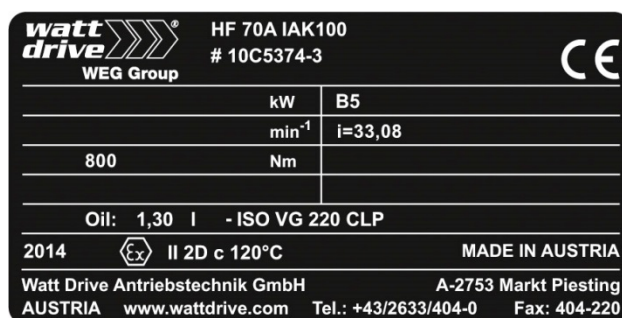 watt
drive®
WEG Group
HF 70A IAK100
# 10C5374-3
CE
kW B5
min-1 i=33,08
800 Nm
Oil: 1,30 l - ISO VG 220 CLP
2014 Ex II 2D c 120°C MADE IN AUSTRIA
Watt Drive Antriebstechnik GmbH A-2753 Markt Piesting
AUSTRIA www.wattdrive.com Tel.: +43/2633/404-0 Fax: 404-220